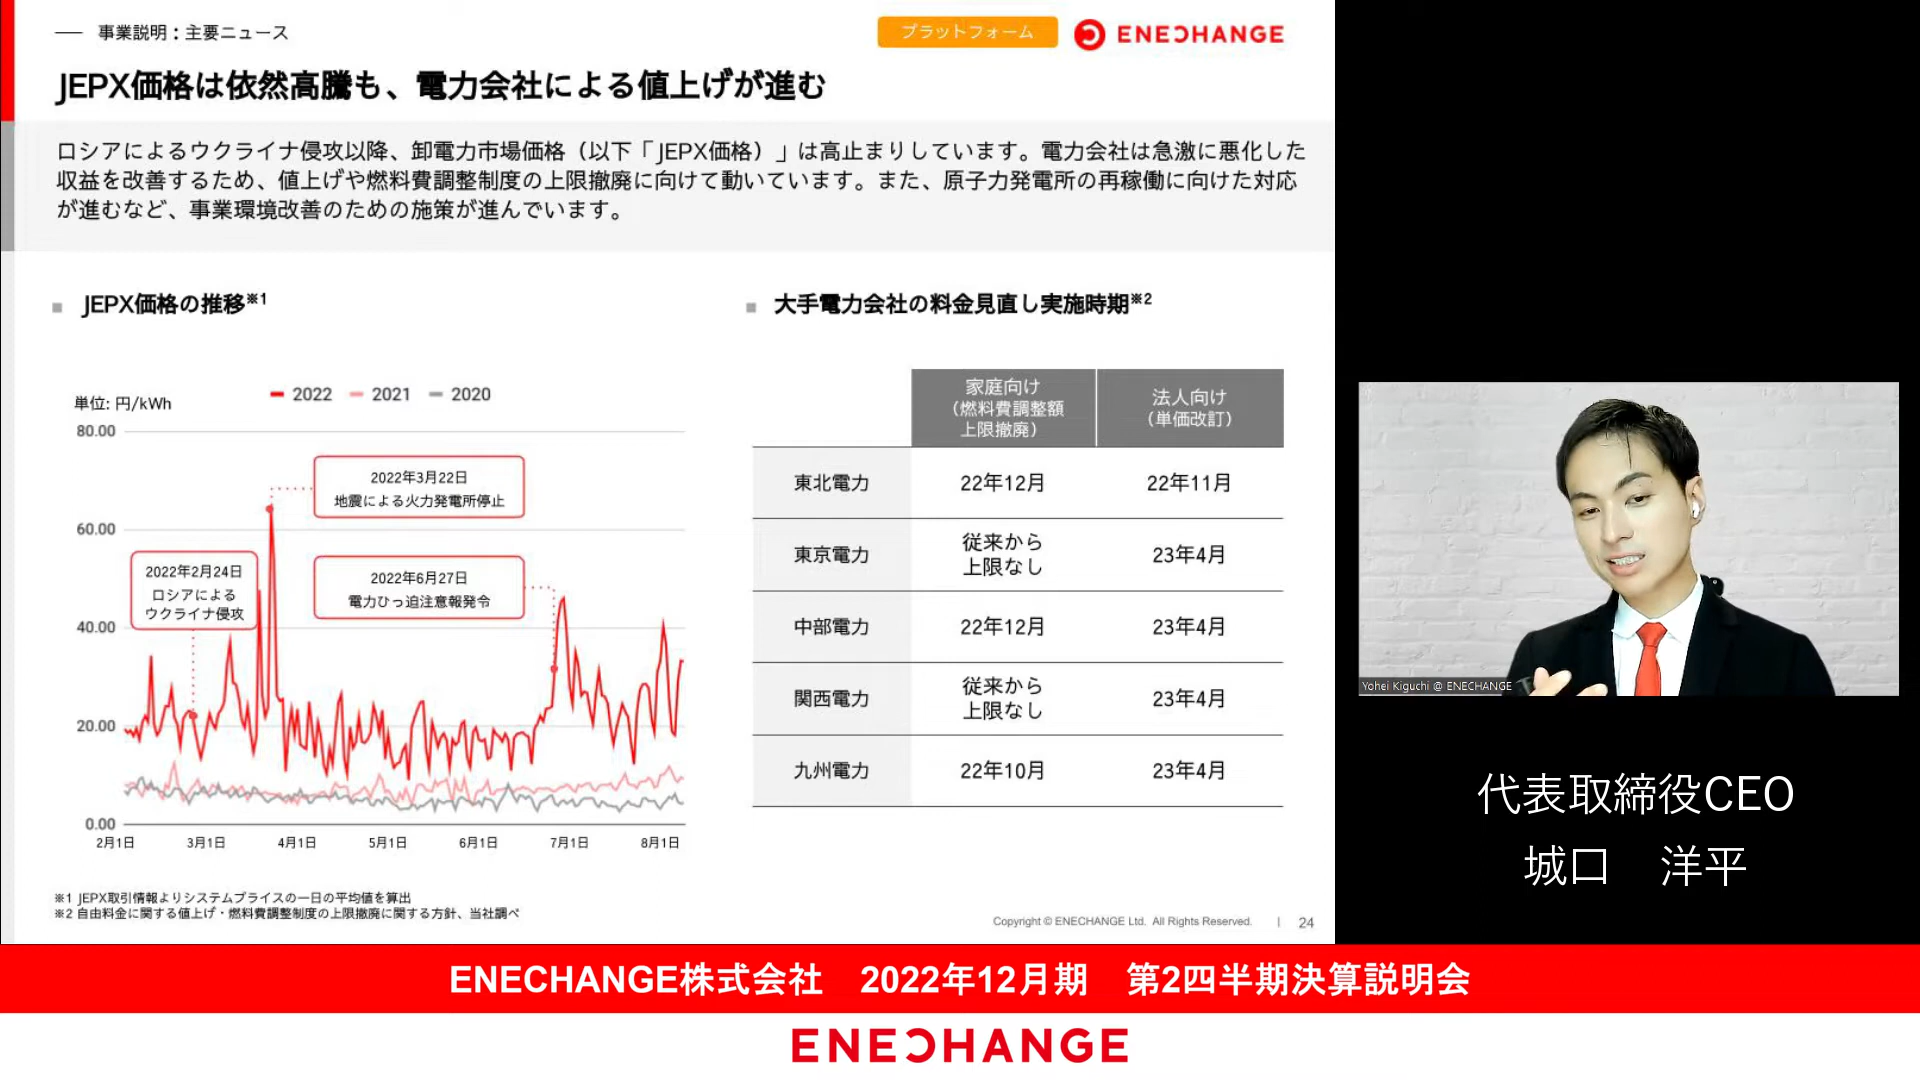 事業説明：主要ニュース
プラットフォーム
ENECHANGE
JEPX価格は依然高騰も、電力会社による値上げが進む
ロシアによるウクライナ侵攻以降、卸電力市場価格（以下「JEPX価格）」は高止まりしています。電力会社は急激に悪化した
収益を改善するため、値上げや燃料費調整制度の上限撤廃に向けて動いています。また、原子力発電所の再稼働に向けた対応
が進むなど、事業環境改善のための施策が進んでいます。
JEPX価格の推移※1
単位: 円/kWh
2022 2021 2020
80.00
60.00
40.00
20.00
0.00
2022年3月22日
地震による火力発電所停止
2022年2月24日
ロシアによる
ウクライナ侵攻
2022年6月27日
電力ひっ迫注意報発令
2月1日 3月1日 4月1日 5月1日 6月1日 7月1日 8月1日
大手電力会社の料金見直し実施時期※2
家庭向け
（燃料費調整額
上限撤廃）
法人向け
（単価改訂）
東北電力 22年12月 22年11月
東京電力 従来から
上限なし 23年4月
中部電力 22年12月 23年4月
関西電力 従来から
上限なし 23年4月
九州電力 22年10月 23年4月
※1 JEPX取引情報よりシステムプライスの一日の平均値を算出
※2 自由料金に関する値上げ・燃料費調整制度の上限撤廃に関する方針、当社調べ
Copyright © ENECHANGE Ltd. All Rights Reserved. | 24
Yohei Kiguchi @ ENECHANGE
代表取締役CEO
城口　洋平
ENECHANGE株式会社　2022年12月期　第2四半期決算説明会
ENECHANGE